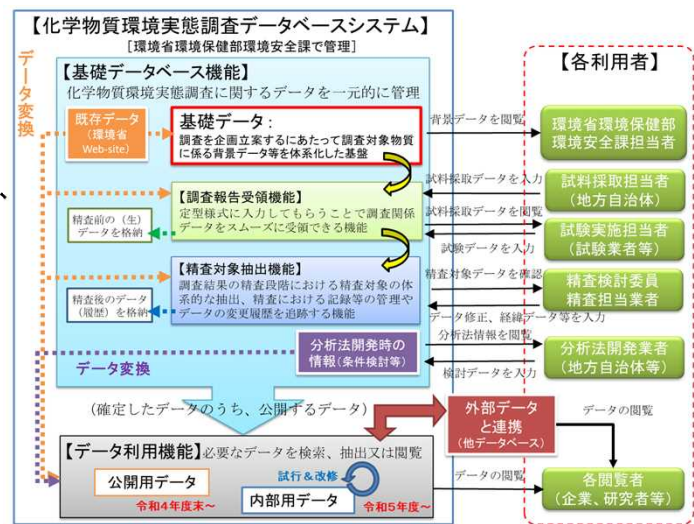 【化学物質環境実態調査データベースシステム】
[環境省環境保健部環境安全課で管理]
データ変換
【基礎データベース機能】
化学物質環境実態調査に関するデータを一元的に管理
既存データ
(環境省
Web-site)
基礎データ：
調査を企画立案するにあたって調査対象物質
に係る背景データ等を体系化した基盤
【調査報告受領機能】
定型様式に入力してもらうことで調査関係
データをスムーズに受領できる機能
精査前の（生）
データを格納
【精査対象抽出機能】
調査結果の精査段階における精査対象の体
系的な抽出、精査における記録等の管理や
データの変更履歴を追跡する機能
精査後のデータ
（履歴）を格納
分析法開発時の
情報(条件検討等)
データ変換
(確定したデータのうち、公開するデータ)
【データ利用機能】必要なデータを検索、抽出又は閲覧
公開用データ
令和4年度末～
試行＆改修
内部用データ
令和5年度～
外部データ
と連携
(他データベース)
【各利用者】
背景データを閲覧
環境省環境保健部
環境安全課担当者
試料採取データを入力
試料採取担当者
(地方自治体)
試料採取データを閲覧
試験データを入力
試験実施担当者
(試験業者等)
精査対象データを確認
精査検討委員
精査担当業者
データ修正、経緯データ等を入力
分析法情報を閲覧
検討データを入力
分析法開発業者
(地方自治体等)
データの閲覧
データの閲覧
各閲覧者
(企業、研究者等)
、